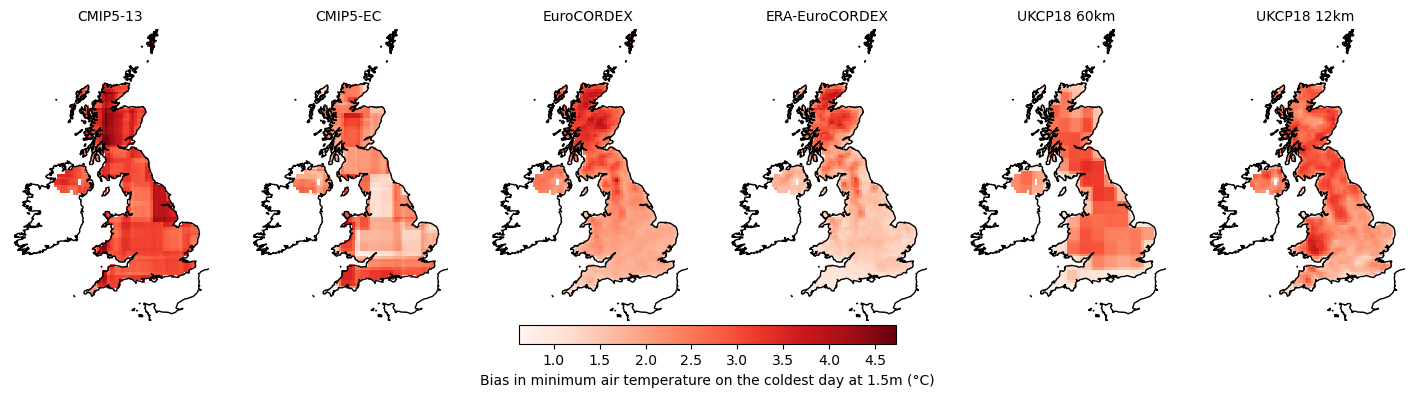 CMIP5-13
CMIP5-EC
EuroCORDEX
ERA-EuroCORDEX
UKCP18 60km
UKCP18 12km
1.0 1.5 2.0 2.5 3.0 3.5 4.0 4.5
Bias in minimum air temperature on the coldest day at 1.5m (°C)